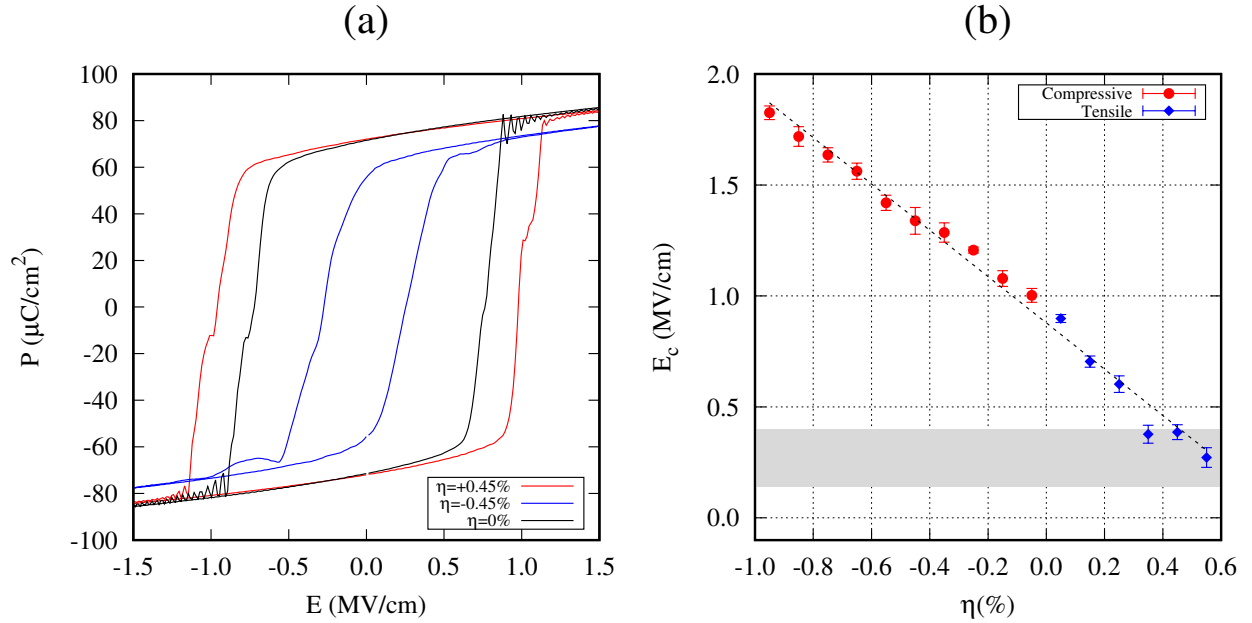 (a)
P (μC/cm²)
100
80
60
40
20
0
-20
-40
-60
-80
-100
η=+0.45%
η=-0.45%
η=0%
-1.5 -1.0 -0.5 0.0 0.5 1.0 1.5
E (MV/cm)
(b)
E_c (MV/cm)
2.0
1.5
1.0
0.5
0.0
Compressive
Tensile
-1.0 -0.8 -0.6 -0.4 -0.2 0.0 0.2 0.4 0.6
η(%)